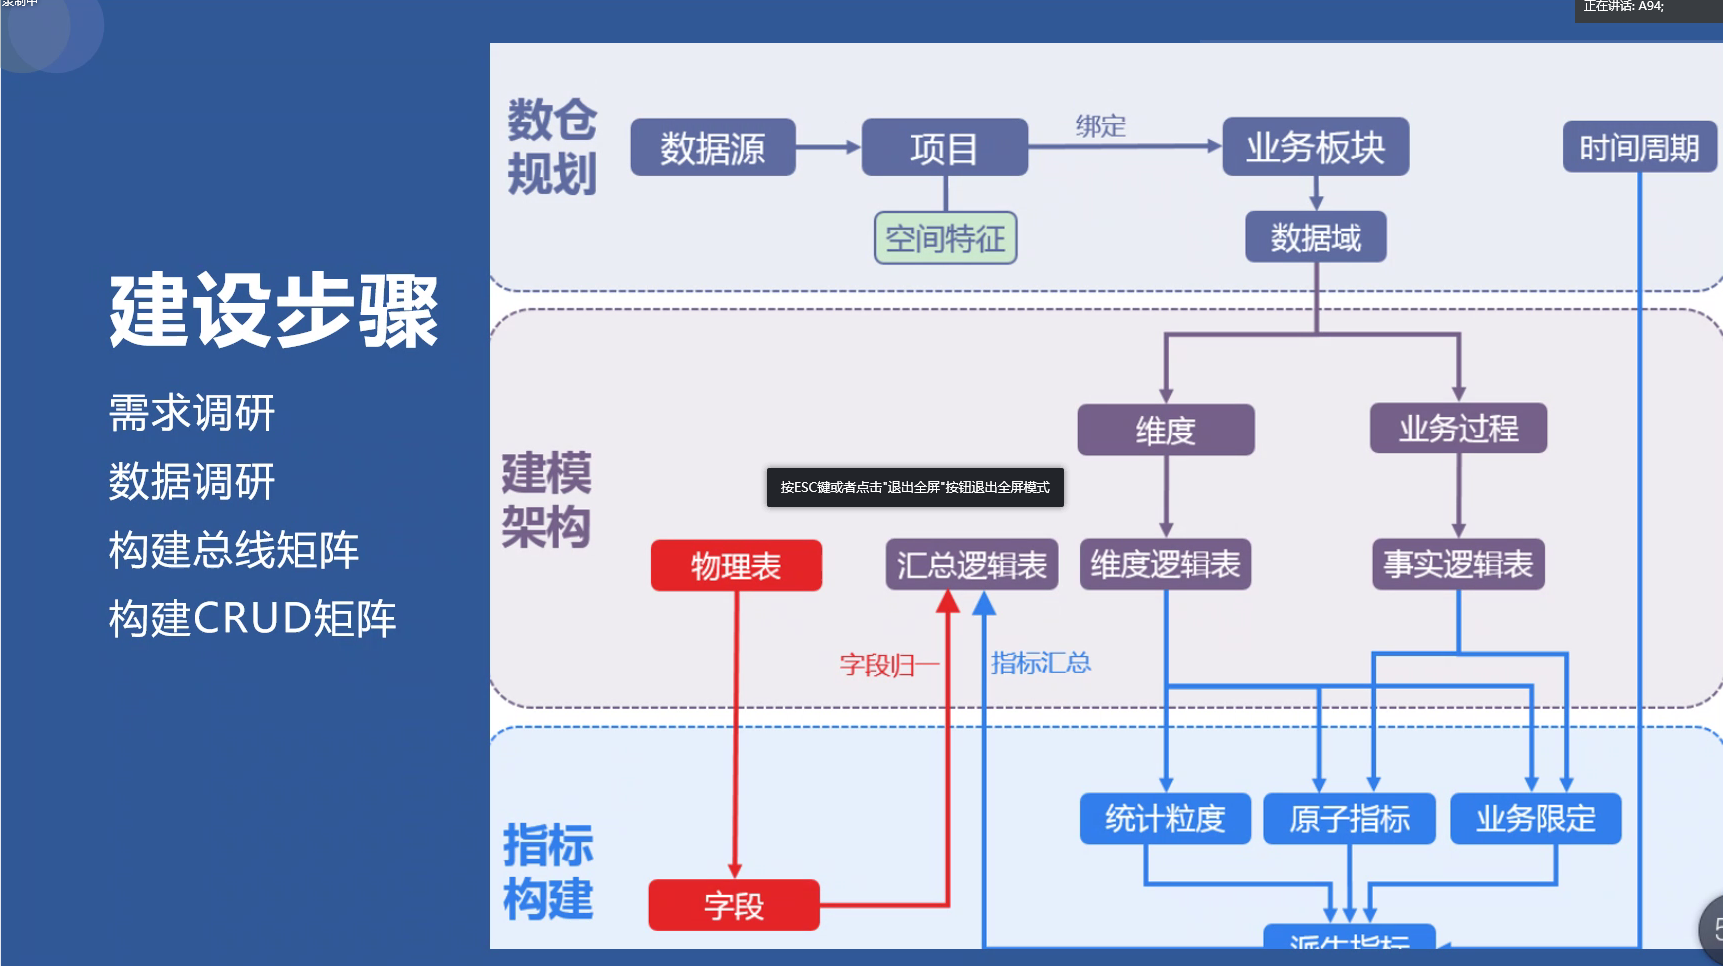 录制中
正在讲话: A94;
建设步骤
需求调研
数据调研
构建总线矩阵
构建CRUD矩阵
数仓
规划
数据源
项目
绑定
业务板块
时间周期
空间特征
数据域
建模
架构
维度
业务过程
按ESC键或者点击"退出全屏"按钮退出全屏模式
物理表
汇总逻辑表
维度逻辑表
事实逻辑表
字段归一
指标汇总
指标
构建
统计粒度
原子指标
业务限定
字段
派生指标
5